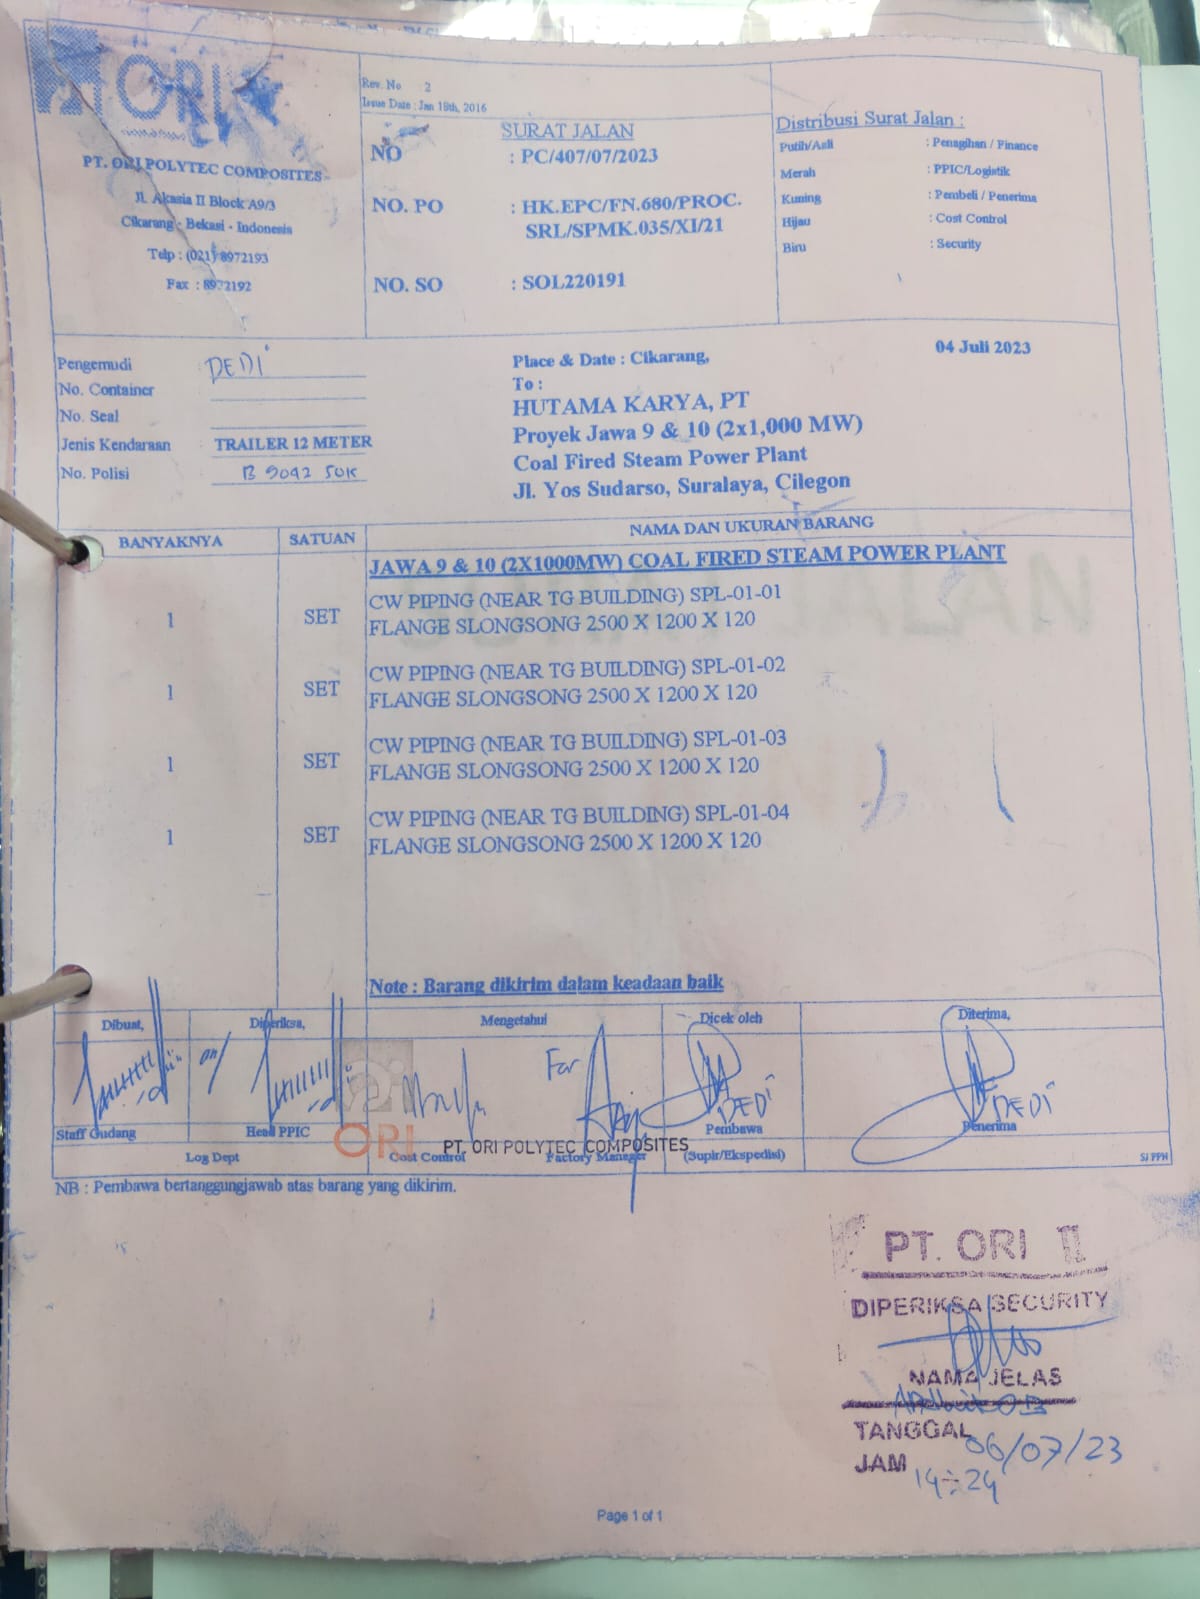 ORI
PT. ORI POLYTEC COMPOSITES
Jl. Akasia II Block A9/3
Cikarang - Bekasi - Indonesia
Telp : (021) 8972193
Fax : 8972192
Rev. No 2
Issue Date : Jan 18th, 2016
SURAT JALAN
NO : PC/407/07/2023
NO. PO : HK.EPC/FN.680/PROC.
SRL/SPMK.035/XI/21
NO. SO : SOL220191
Distribusi Surat Jalan :
Putih/Asli : Penagihan / Finance
Merah : PPIC/Logistik
Kuning : Pembeli / Penerima
Hijau : Cost Control
Biru : Security
Pengemudi : DEDI
No. Container :
No. Seal :
Jenis Kendaraan : TRAILER 12 METER
No. Polisi : B 9092
Place & Date : Cikarang, 04 Juli 2023
To :
HUTAMA KARYA, PT
Proyek Jawa 9 & 10 (2x1,000 MW)
Coal Fired Steam Power Plant
Jl. Yos Sudarso, Suralaya, Cilegon
BANYAKNYA SATUAN NAMA DAN UKURAN BARANG
JAWA 9 & 10 (2X1000MW) COAL FIRED STEAM POWER PLANT
1 SET CW PIPING (NEAR TG BUILDING) SPL-01-01
FLANGE SLONGSONG 2500 X 1200 X 120
1 SET CW PIPING (NEAR TG BUILDING) SPL-01-02
FLANGE SLONGSONG 2500 X 1200 X 120
1 SET CW PIPING (NEAR TG BUILDING) SPL-01-03
FLANGE SLONGSONG 2500 X 1200 X 120
1 SET CW PIPING (NEAR TG BUILDING) SPL-01-04
FLANGE SLONGSONG 2500 X 1200 X 120
Note : Barang dikirim dalam keadaan baik
Dibuat, Diperiksa, Mengetahui Dicek oleh Diterima,
For
DEDI DEDI
Staff Gudang Head PPIC Pembawa Penerima
ORI PT. ORI POLYTEC COMPOSITES
Log Dept Cost Control Factory Manager (Supir/Ekspedisi) SJ PPH
NB : Pembawa bertanggungjawab atas barang yang dikirim.
PT. ORI II
DIPERIKSA SECURITY
NAMA JELAS
TANGGAL 06/07/23
JAM 14:24
Page 1 of 1